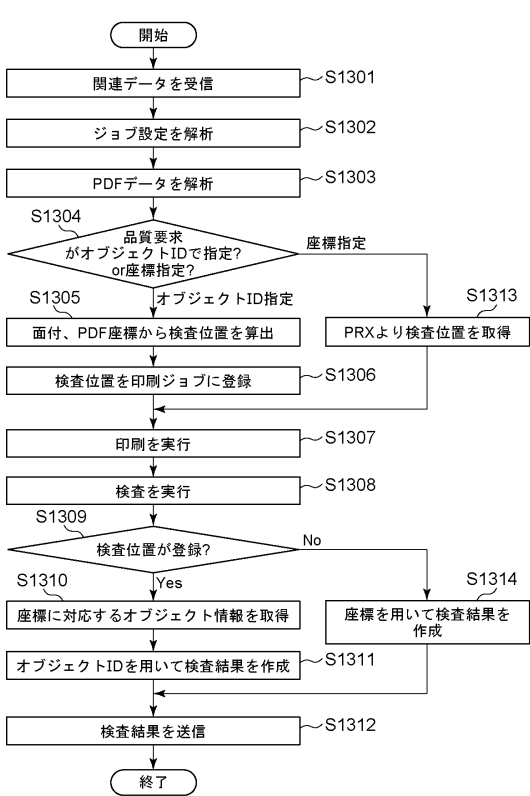 開始
関連データを受信
S1301
ジョブ設定を解析
S1302
PDFデータを解析
S1303
S1304
品質要求
がオブジェクトIDで指定?
or座標指定?
座標指定
オブジェクトID指定
S1305
面付、PDF座標から検査位置を算出
S1313
PRXより検査位置を取得
検査位置を印刷ジョブに登録
S1306
印刷を実行
S1307
検査を実行
S1308
S1309
検査位置が登録?
No
Yes
S1310
座標に対応するオブジェクト情報を取得
S1314
座標を用いて検査結果を
作成
オブジェクトIDを用いて検査結果を作成
S1311
検査結果を送信
S1312
終了